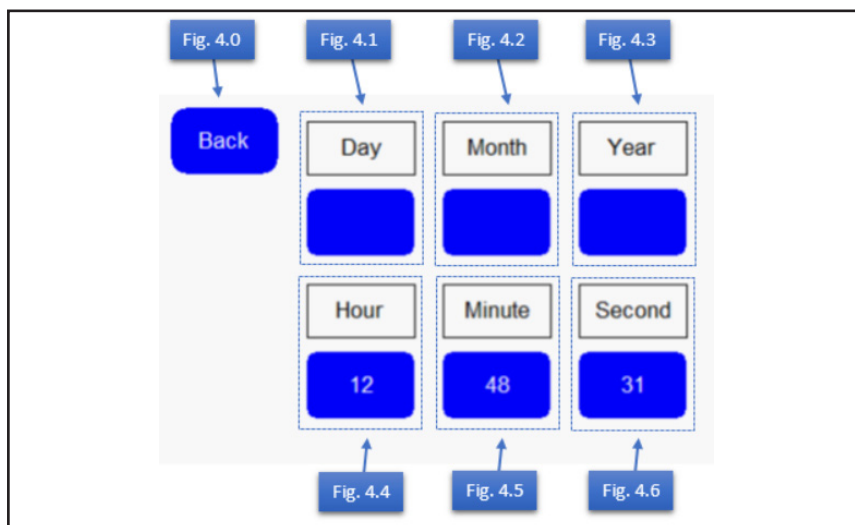 Fig. 4.0 Fig. 4.1 Fig. 4.2 Fig. 4.3
Back Day Month Year
Hour Minute Second
12 48 31
Fig. 4.4 Fig. 4.5 Fig. 4.6